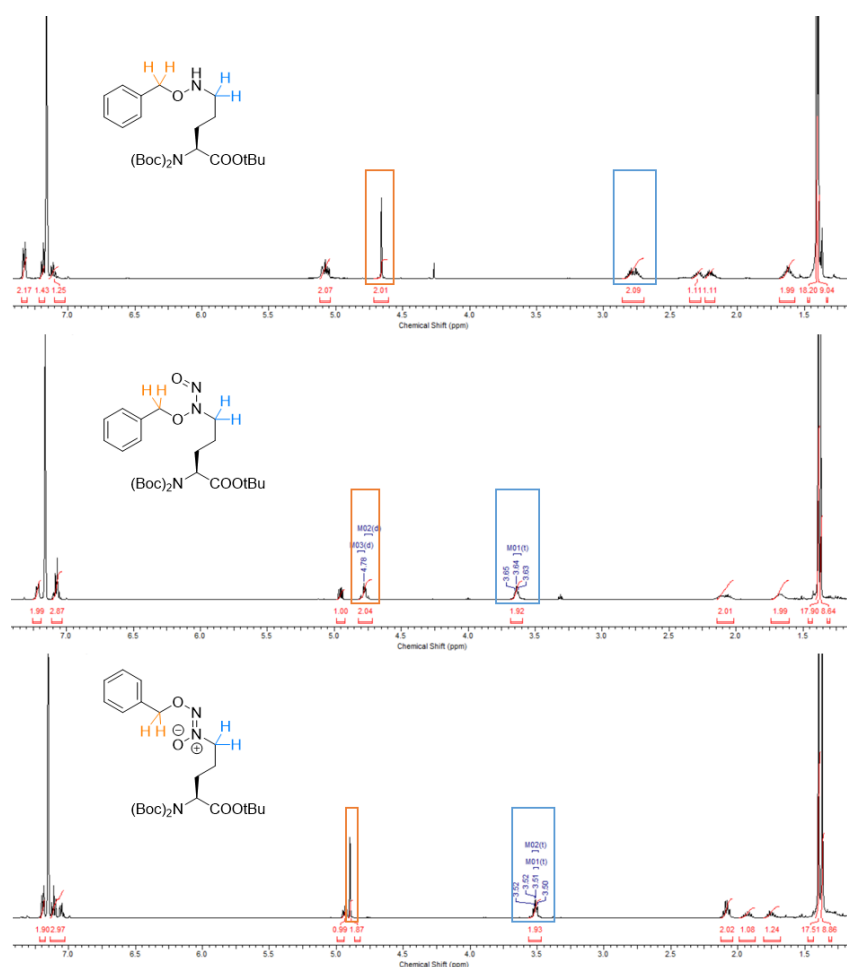 H H
H
N
H
O
H
(Boc)₂N
COOtBu
2.17 1.43 1.25 2.07 2.01 2.09 1.11 1.11 1.99 18.20 9.04
7.0 6.5 6.0 5.5 5.0 4.5 4.0 3.5 3.0 2.5 2.0 1.5
Chemical Shift (ppm)
O
N
H H
H
N
O
H
(Boc)₂N
COOtBu
M02(d)
M03(d)
4.78
M01(t)
3.65
3.64
3.63
1.99 2.87 1.00 2.04 1.92 2.01 1.99 17.90 8.64
7.0 6.5 6.0 5.5 5.0 4.5 4.0 3.5 3.0 2.5 2.0 1.5
Chemical Shift (ppm)
O
N
H H
⊖
N
H
O
⊕
H
(Boc)₂N
COOtBu
M02(t)
M01(t)
3.52
3.52
3.51
3.50
1.90 2.97 0.99 1.87 1.93 2.02 1.08 1.24 17.51 8.86
7.0 6.5 6.0 5.5 5.0 4.5 4.0 3.5 3.0 2.5 2.0 1.5
Chemical Shift (ppm)